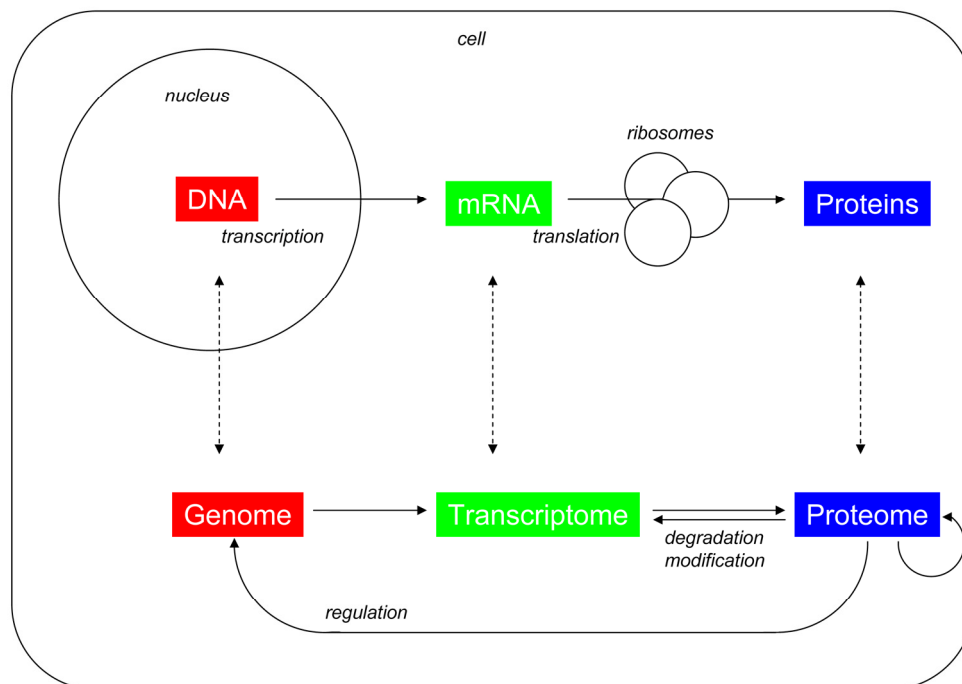 cell
nucleus
ribosomes
DNA
mRNA
Proteins
transcription
translation
Genome
Transcriptome
Proteome
degradation
modification
regulation